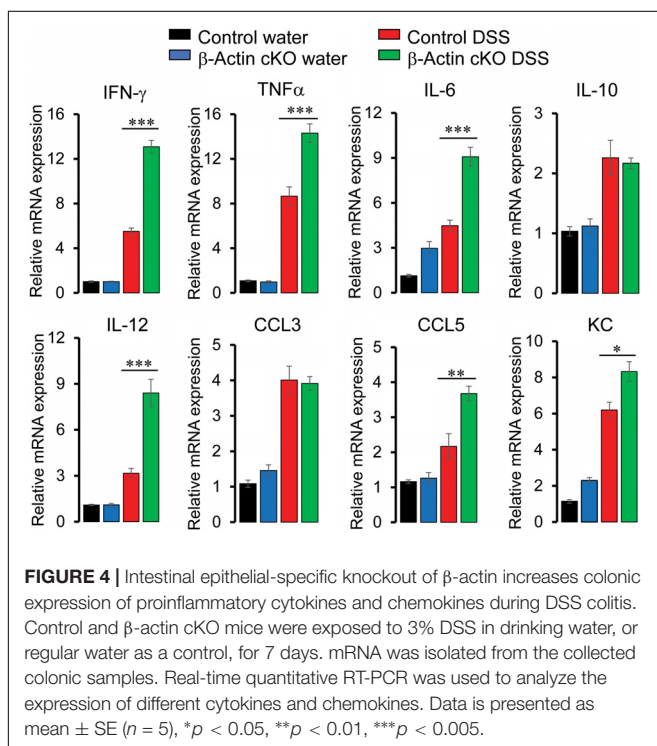 Control water Control DSS
β-Actin cKO water β-Actin cKO DSS
IFN-γ TNFα IL-6 IL-10
Relative mRNA expression
16
12
8
4
0
***
Relative mRNA expression
16
12
8
4
0
***
Relative mRNA expression
12
9
6
3
0
***
Relative mRNA expression
3
2
1
0
IL-12 CCL3 CCL5 KC
Relative mRNA expression
12
9
6
3
0
***
Relative mRNA expression
5
4
3
2
1
0
Relative mRNA expression
5
4
3
2
1
0
**
Relative mRNA expression
10
8
6
4
2
0
*
FIGURE 4 | Intestinal epithelial-specific knockout of β-actin increases colonic
expression of proinflammatory cytokines and chemokines during DSS colitis.
Control and β-actin cKO mice were exposed to 3% DSS in drinking water, or
regular water as a control, for 7 days. mRNA was isolated from the collected
colonic samples. Real-time quantitative RT-PCR was used to analyze the
expression of different cytokines and chemokines. Data is presented as
mean ± SE (n = 5), *p < 0.05, **p < 0.01, ***p < 0.005.